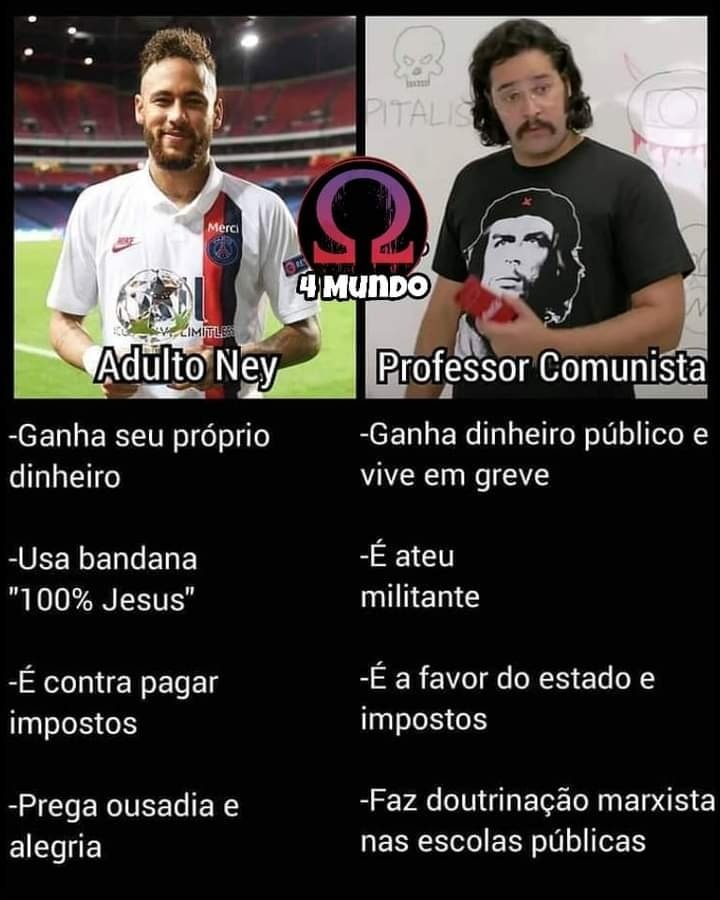 PITALIS
Merci
4 MUNDO
Adulto Ney
Professor Comunista
-Ganha seu próprio
dinheiro
-Usa bandana
"100% Jesus"
-É contra pagar
impostos
-Prega ousadia e
alegria
-Ganha dinheiro público e
vive em greve
-É ateu
militante
-É a favor do estado e
impostos
-Faz doutrinação marxista
nas escolas públicas